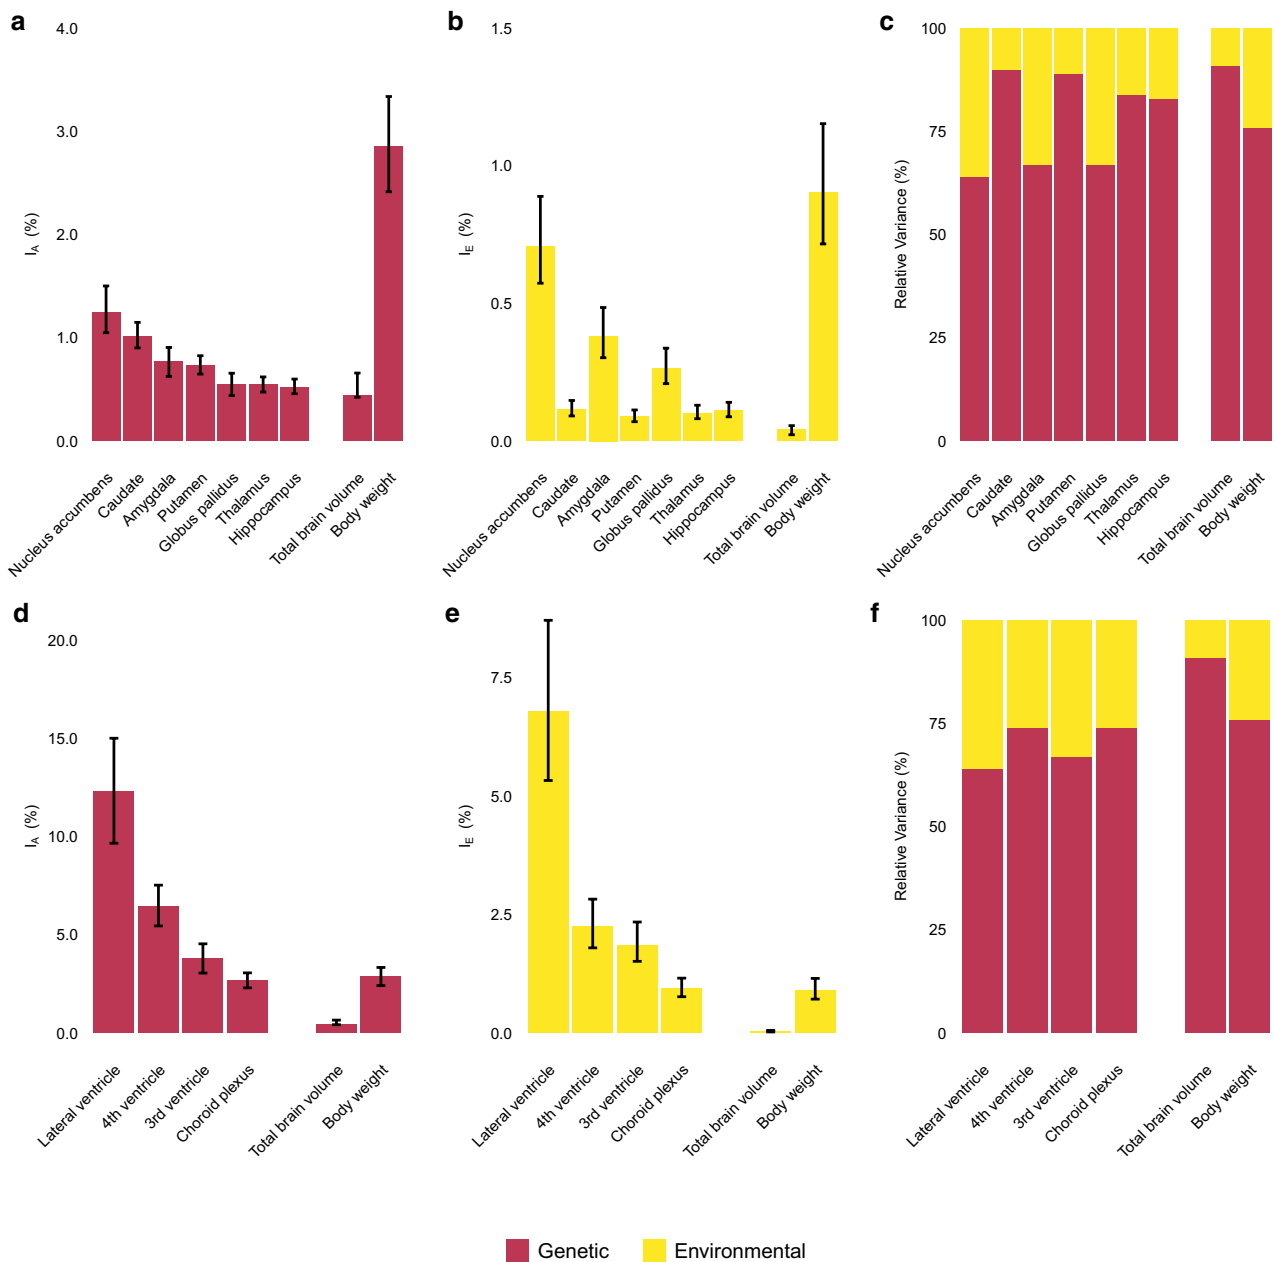 a
4.0
3.0
2.0
1.0
0.0
I_A (%)
Nucleus accumbens
Caudate
Amygdala
Putamen
Globus pallidus
Thalamus
Hippocampus
Total brain volume
Body weight
b
1.5
1.0
0.5
0.0
I_E (%)
Nucleus accumbens
Caudate
Amygdala
Putamen
Globus pallidus
Thalamus
Hippocampus
Total brain volume
Body weight
c
100
75
50
25
0
Relative Variance (%)
Nucleus accumbens
Caudate
Amygdala
Putamen
Globus pallidus
Thalamus
Hippocampus
Total brain volume
Body weight
d
20.0
15.0
10.0
5.0
0.0
I_A (%)
Lateral ventricle
4th ventricle
3rd ventricle
Choroid plexus
Total brain volume
Body weight
e
7.5
5.0
2.5
0.0
I_E (%)
Lateral ventricle
4th ventricle
3rd ventricle
Choroid plexus
Total brain volume
Body weight
f
100
75
50
25
0
Relative Variance (%)
Lateral ventricle
4th ventricle
3rd ventricle
Choroid plexus
Total brain volume
Body weight
Genetic
Environmental